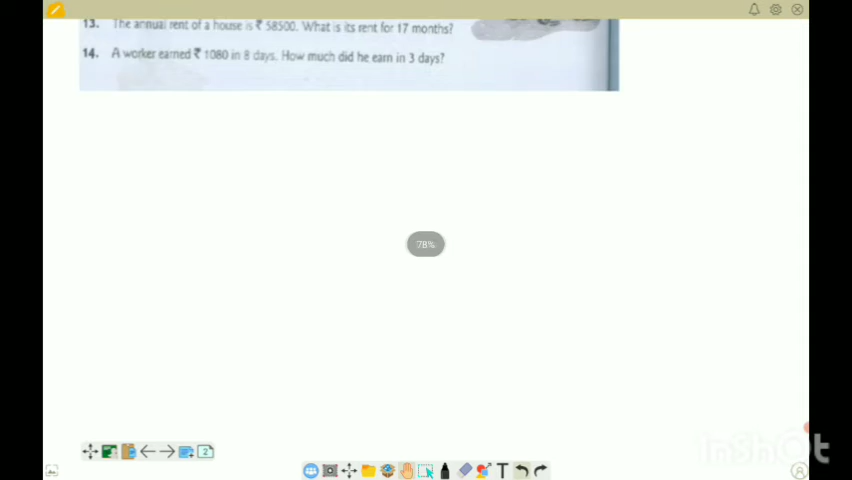 13. The annual rent of a house is ₹ 58500. What is its rent for 17 months?
14. A worker earned ₹ 1080 in 8 days. How much did he earn in 3 days?
78%
2
T
InShOt